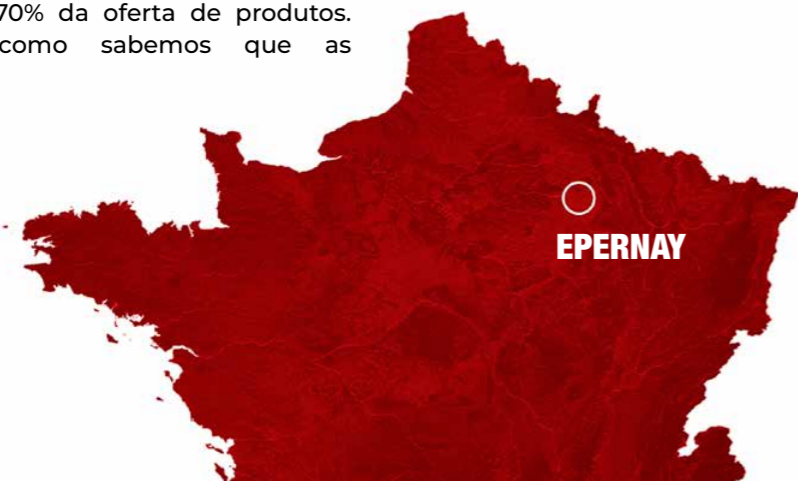 70% da oferta de produtos.
como sabemos que as
EPERNAY